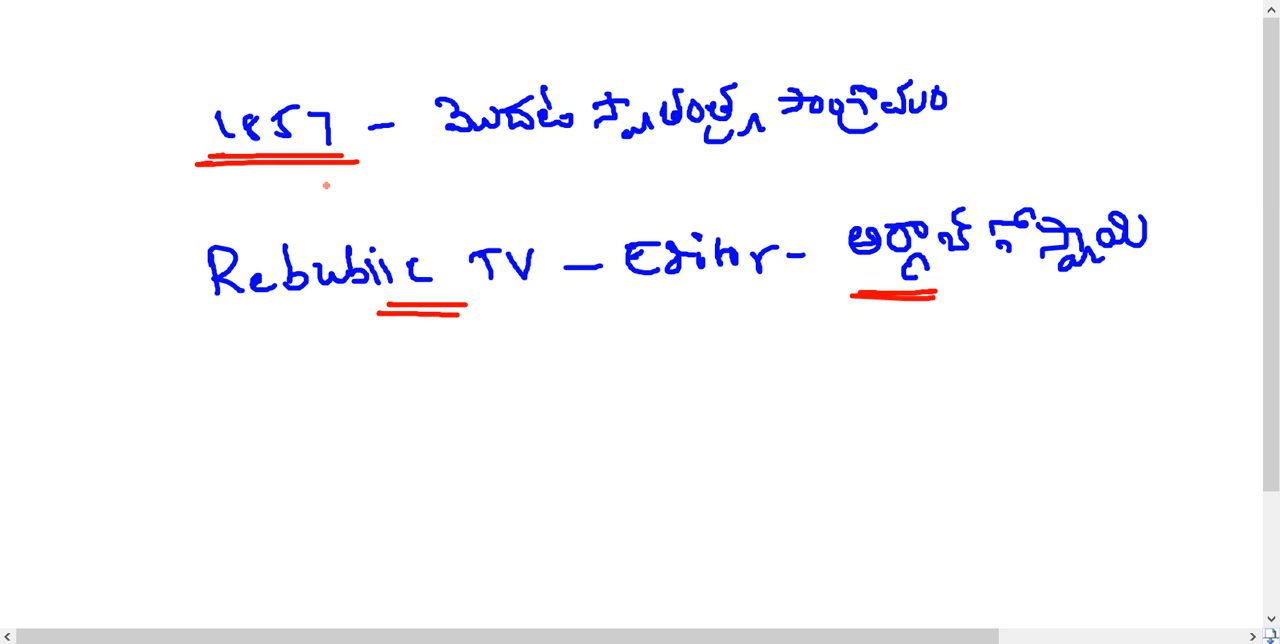 1857 - మొదట స్వాతంత్ర్య సంగ్రామం
Rebubiic TV - Editor - అర్నాబ్ గోస్వామి